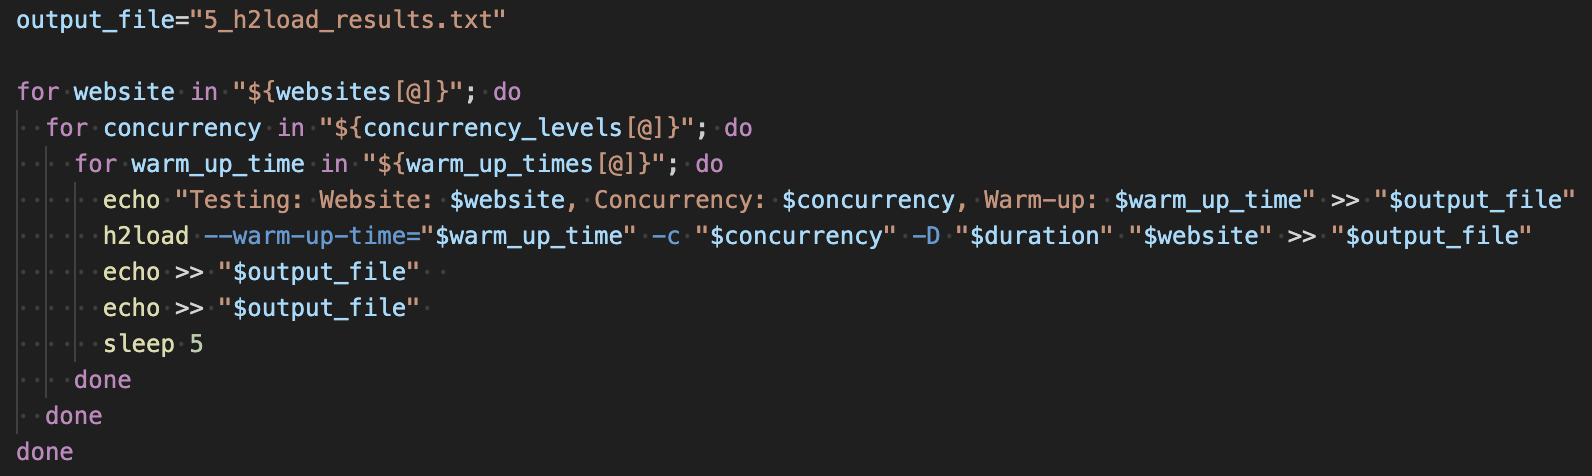 output_file="5_h2load_results.txt"

for website in "${websites[@]}"; do
  for concurrency in "${concurrency_levels[@]}"; do
    for warm_up_time in "${warm_up_times[@]}"; do
      echo "Testing: Website: $website, Concurrency: $concurrency, Warm-up: $warm_up_time" >> "$output_file"
      h2load --warm-up-time="$warm_up_time" -c "$concurrency" -D "$duration" "$website" >> "$output_file"
      echo >> "$output_file"
      echo >> "$output_file"
      sleep 5
    done
  done
done